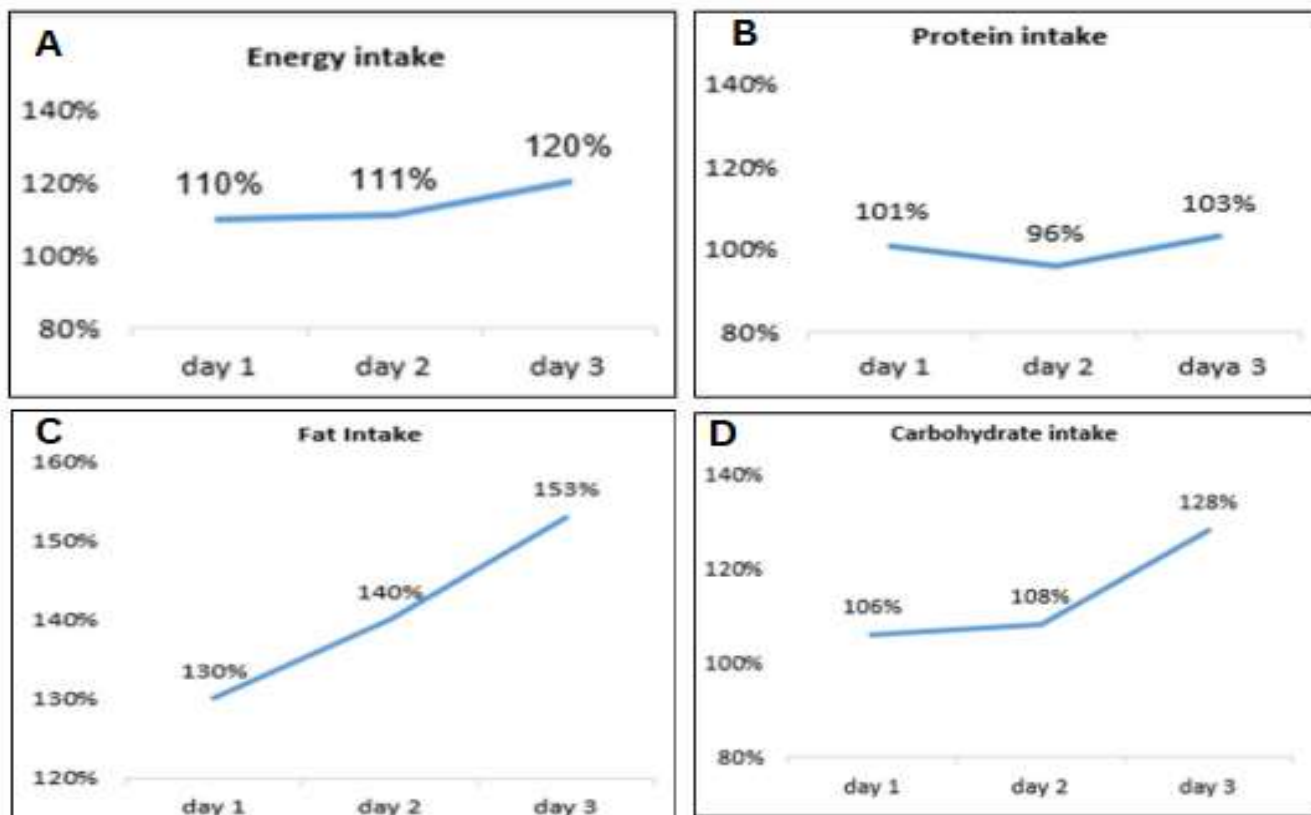 A
Energy intake
140%
120%
100%
80%
110%
111%
120%
day 1
day 2
day 3
B
Protein intake
140%
120%
100%
80%
101%
96%
103%
day 1
day 2
daya 3
C
Fat Intake
160%
150%
140%
130%
120%
130%
140%
153%
day 1
day 2
day 3
D
Carbohydrate intake
140%
120%
100%
80%
106%
108%
128%
day 1
day 2
day 3